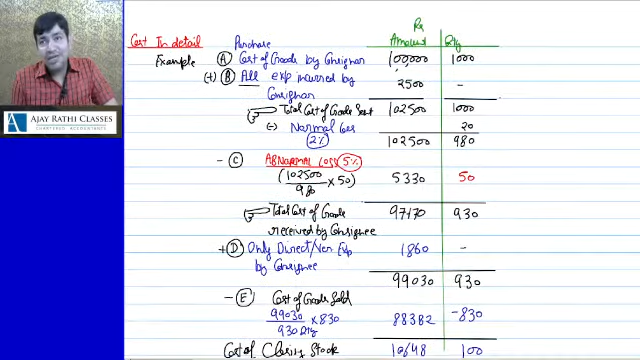 Cost In detail Purchase Rs Amount Qty
Example A Cost of Goods by Consignor 100,000 1000
(+) B All exp incurred by Consignor 2500 -
Total Cost of Goods Sent 102500 1000
(-) Normal Loss 2% 20
102500 980
- C Abnormal Loss 5%
(102500/980 x 50) 5330 50
Total Cost of Goods received by Consignee 97170 930
+ D Only Direct/Non Exp by Consignee 1860 -
99030 930
- E Cost of Goods Sold
99030/930 Qty x 830 88382 -830
Cost of Closing Stock 10648 100
AJAY RATHI CLASSES
CHARTERED ACCOUNTANTS